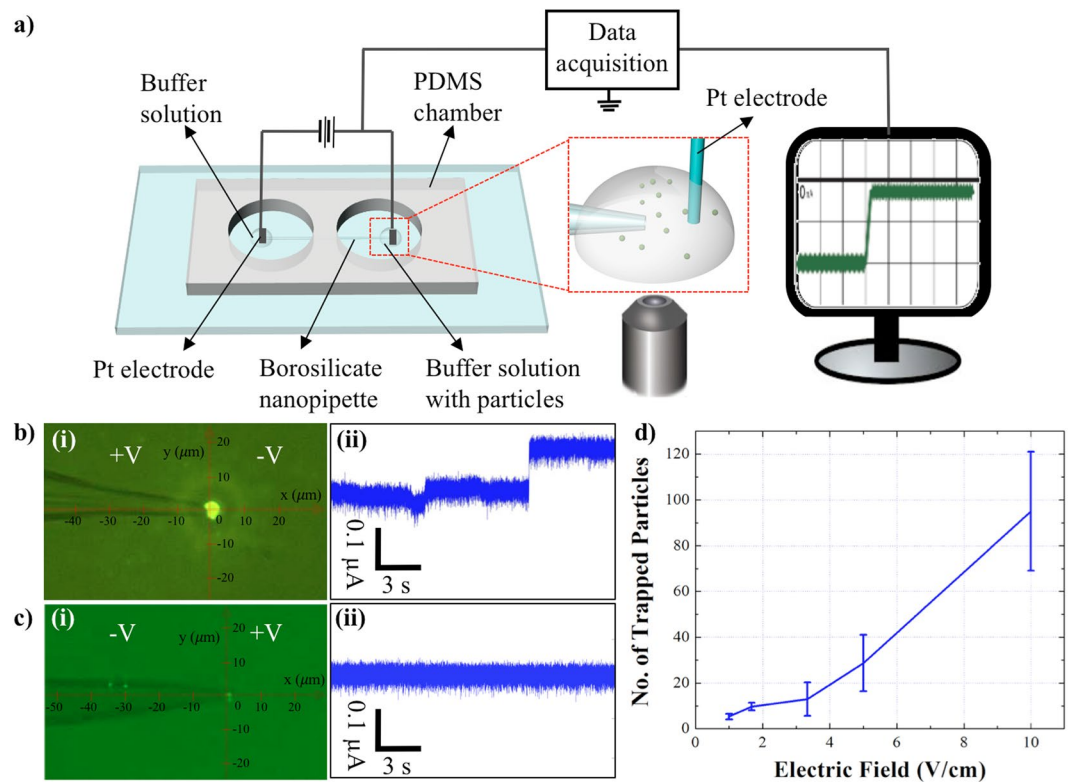 a)
Data
acquisition
Buffer
solution
PDMS
chamber
Pt electrode
Pt electrode
Borosilicate
nanopipette
Buffer solution
with particles
b)
(i)
+V
-V
y (μm)
20
10
x (μm)
-40
-30
-20
-10
0
10
20
-10
-20
(ii)
0.1 μA
3 s
c)
(i)
-V
+V
y (μm)
20
10
x (μm)
-50
-40
-30
-20
-10
0
10
20
-10
-20
(ii)
0.1 μA
3 s
d)
No. of Trapped Particles
120
100
80
60
40
20
0
0
2
4
6
8
10
Electric Field (V/cm)